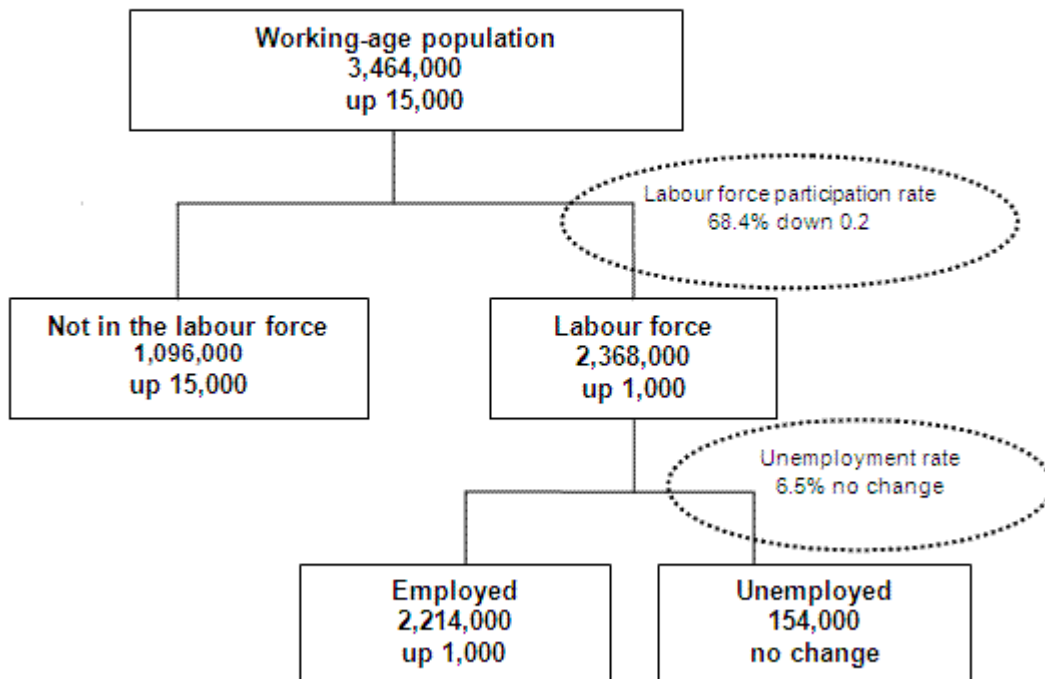 Working-age population
3,464,000
up 15,000
Labour force participation rate
68.4% down 0.2
Not in the labour force
1,096,000
up 15,000
Labour force
2,368,000
up 1,000
Unemployment rate
6.5% no change
Employed
2,214,000
up 1,000
Unemployed
154,000
no change